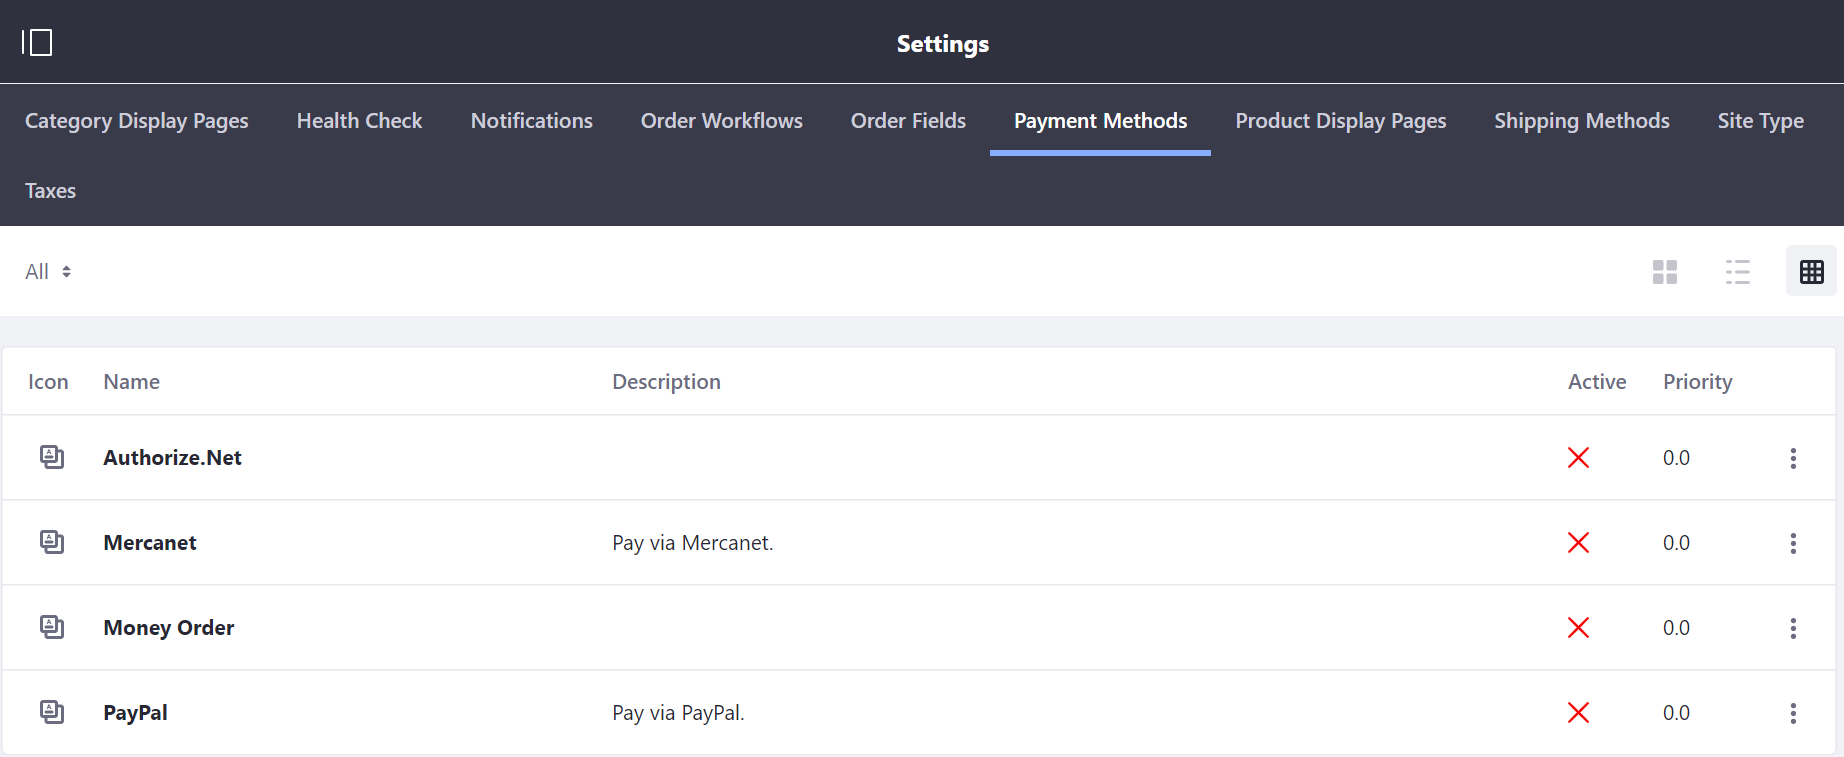 Settings
Category Display Pages Health Check Notifications Order Workflows Order Fields Payment Methods Product Display Pages Shipping Methods Site Type
Taxes
All
Icon Name Description Active Priority
Authorize.Net 0.0
Mercanet Pay via Mercanet. 0.0
Money Order 0.0
PayPal Pay via PayPal. 0.0